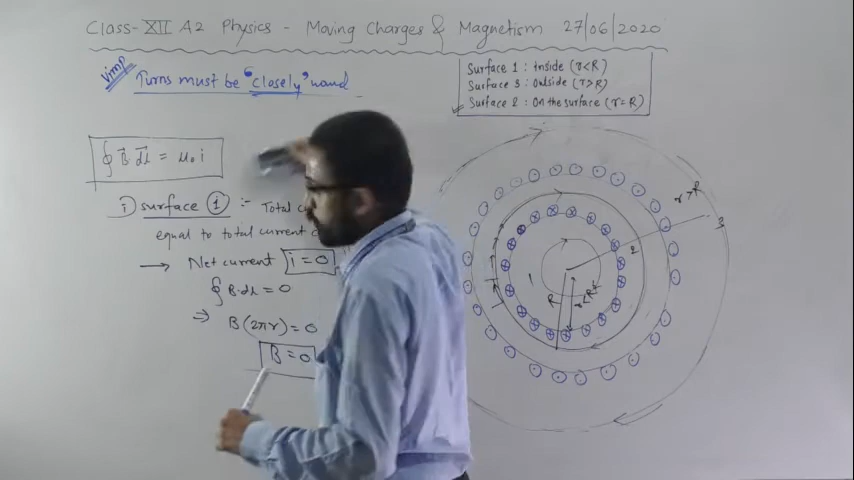 Class-XII A2 Physics - Moving Charges & Magnetism 27/06/2020
Vimp
Turns must be "closely" wound
Surface 1 : Inside (r<R)
Surface 3 : Outside (r>R)
Surface 2 : On the surface (r=R)
∮ B⃗ d⃗l = μ₀ i
i) surface ① :- Total
equal to total current
→ Net current i = 0
∮ B·dl = 0
⇒ B(2πr) = 0
B = 0
r > R
3
2
1
R
r<R